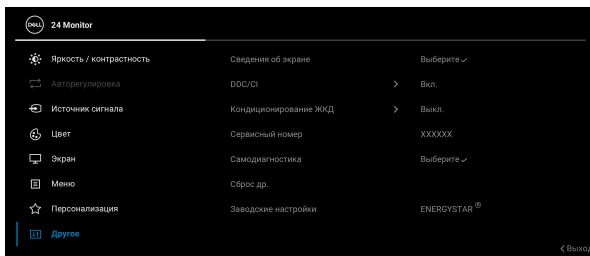 DELL 24 Monitor
Яркость / контрастность Сведения об экране Выберите ✓
Авторегулировка DDC/CI > Вкл.
Источник сигнала Кондиционирование ЖКД > Выкл.
Цвет Сервисный номер XXXXXX
Экран Самодиагностика Выберите ✓
Меню Сброс др.
Персонализация Заводские настройки ENERGYSTAR ®
Другое
< Выход